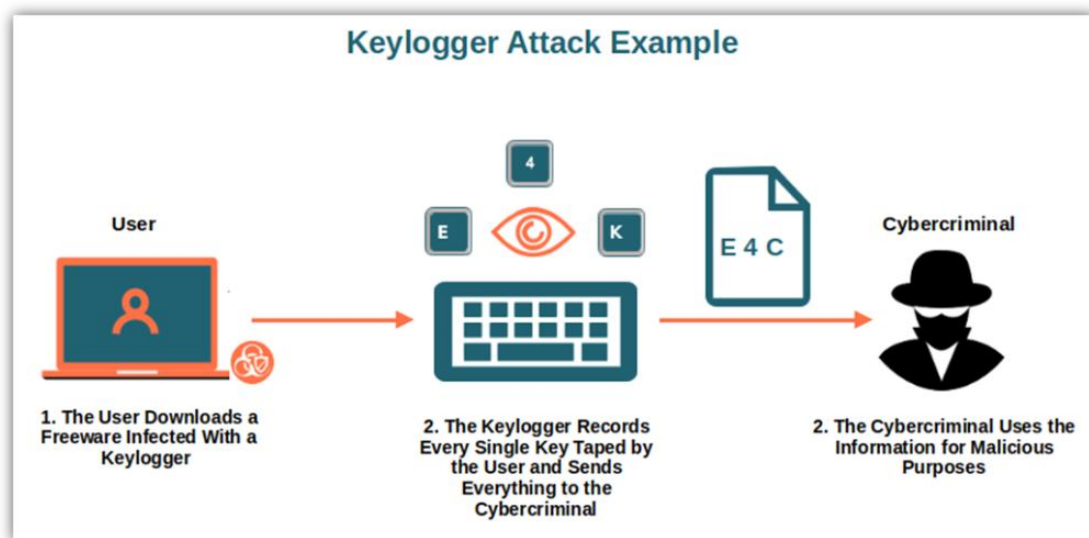 Keylogger Attack Example
User
4
E
K
E 4 C
Cybercriminal
1. The User Downloads a
Freeware Infected With a
Keylogger
2. The Keylogger Records
Every Single Key Taped by
the User and Sends
Everything to the
Cybercriminal
2. The Cybercriminal Uses the
Information for Malicious
Purposes